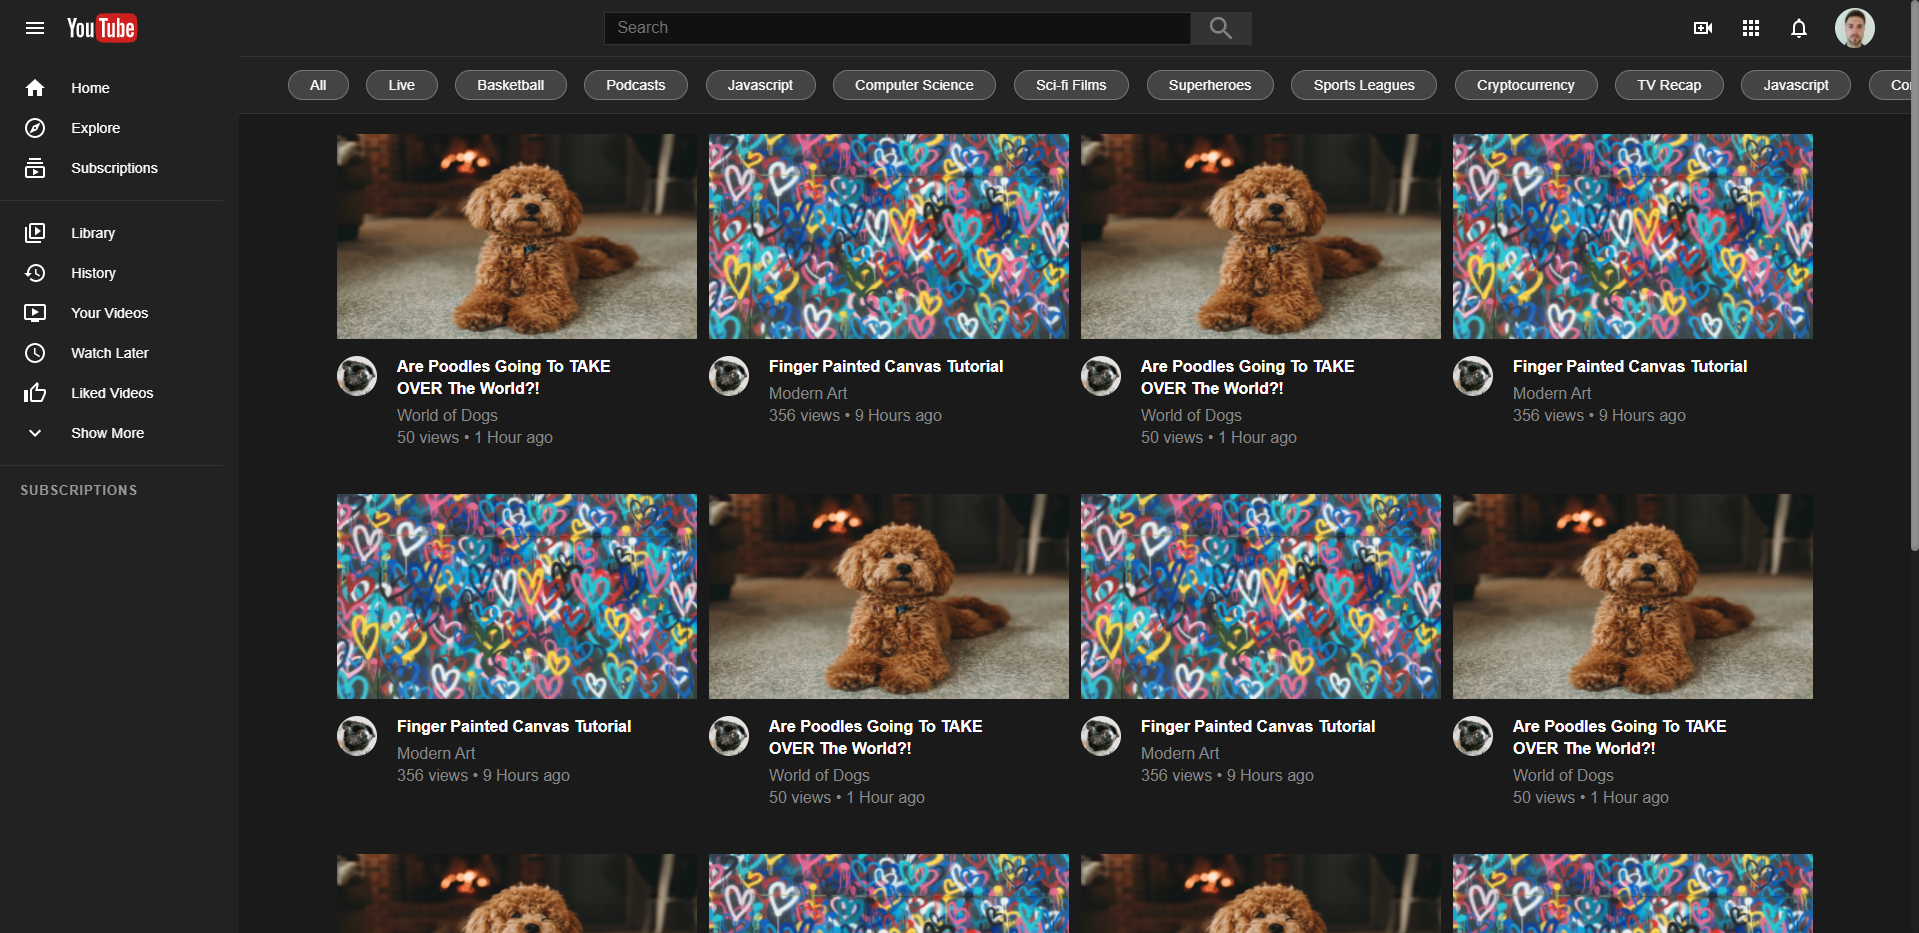 YouTube
Search
Home
Explore
Subscriptions
Library
History
Your Videos
Watch Later
Liked Videos
Show More
SUBSCRIPTIONS
All Live Basketball Podcasts Javascript Computer Science Sci-fi Films Superheroes Sports Leagues Cryptocurrency TV Recap Javascript Co
Are Poodles Going To TAKE
OVER The World?!
World of Dogs
50 views • 1 Hour ago
Finger Painted Canvas Tutorial
Modern Art
356 views • 9 Hours ago
Are Poodles Going To TAKE
OVER The World?!
World of Dogs
50 views • 1 Hour ago
Finger Painted Canvas Tutorial
Modern Art
356 views • 9 Hours ago
Finger Painted Canvas Tutorial
Modern Art
356 views • 9 Hours ago
Are Poodles Going To TAKE
OVER The World?!
World of Dogs
50 views • 1 Hour ago
Finger Painted Canvas Tutorial
Modern Art
356 views • 9 Hours ago
Are Poodles Going To TAKE
OVER The World?!
World of Dogs
50 views • 1 Hour ago